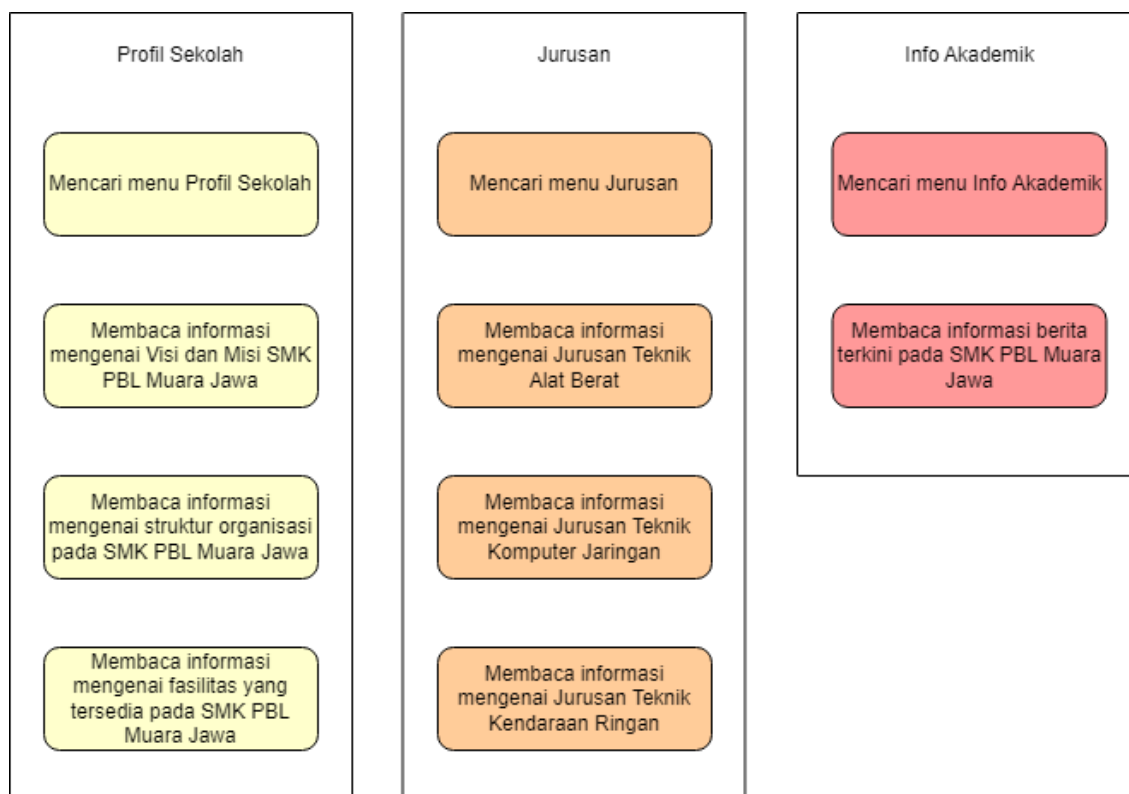 Profil Sekolah
Mencari menu Profil Sekolah
Membaca informasi
mengenai Visi dan Misi SMK
PBL Muara Jawa
Membaca informasi
mengenai struktur organisasi
pada SMK PBL Muara Jawa
Membaca informasi
mengenai fasilitas yang
tersedia pada SMK PBL
Muara Jawa
Jurusan
Mencari menu Jurusan
Membaca informasi
mengenai Jurusan Teknik
Alat Berat
Membaca informasi
mengenai Jurusan Teknik
Komputer Jaringan
Membaca informasi
mengenai Jurusan Teknik
Kendaraan Ringan
Info Akademik
Mencari menu Info Akademik
Membaca informasi berita
terkini pada SMK PBL Muara
Jawa